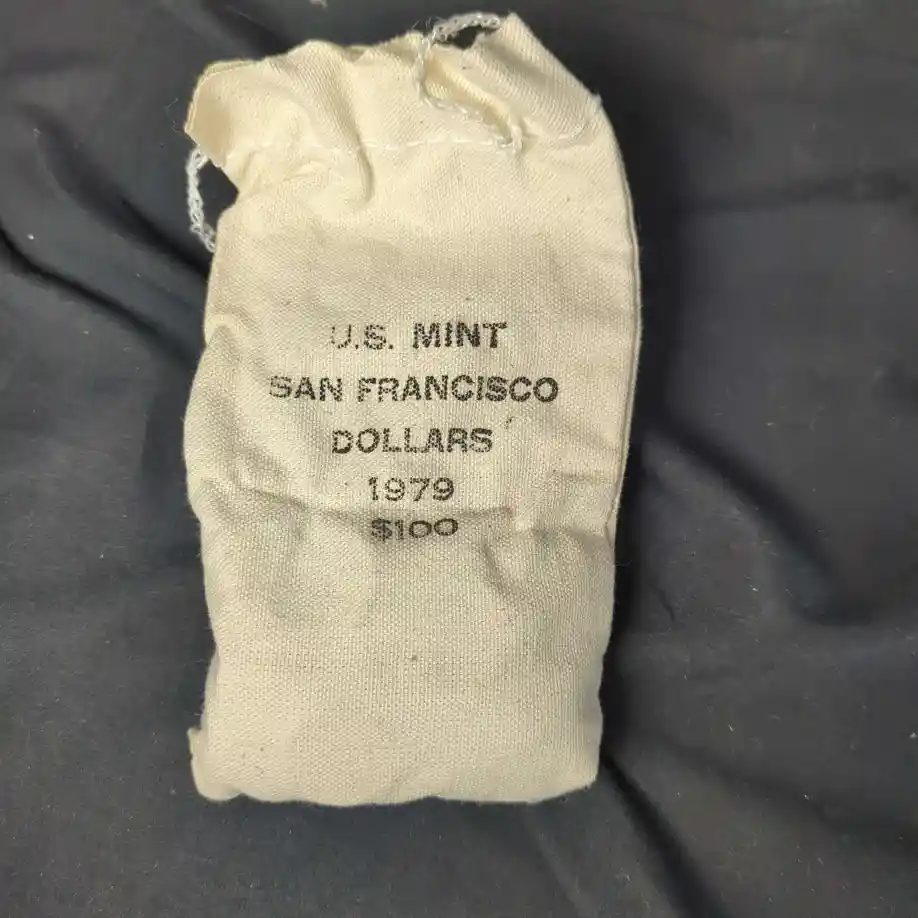 U.S. MINT
SAN FRANCISCO
DOLLARS
1979
$100